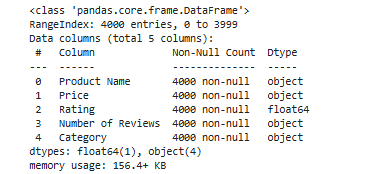 <class 'pandas.core.frame.DataFrame'>
RangeIndex: 4000 entries, 0 to 3999
Data columns (total 5 columns):
 #   Column             Non-Null Count  Dtype
---  ------             --------------  -----
 0   Product Name       4000 non-null   object
 1   Price              4000 non-null   object
 2   Rating             4000 non-null   float64
 3   Number of Reviews  4000 non-null   object
 4   Category           4000 non-null   object
dtypes: float64(1), object(4)
memory usage: 156.4+ KB